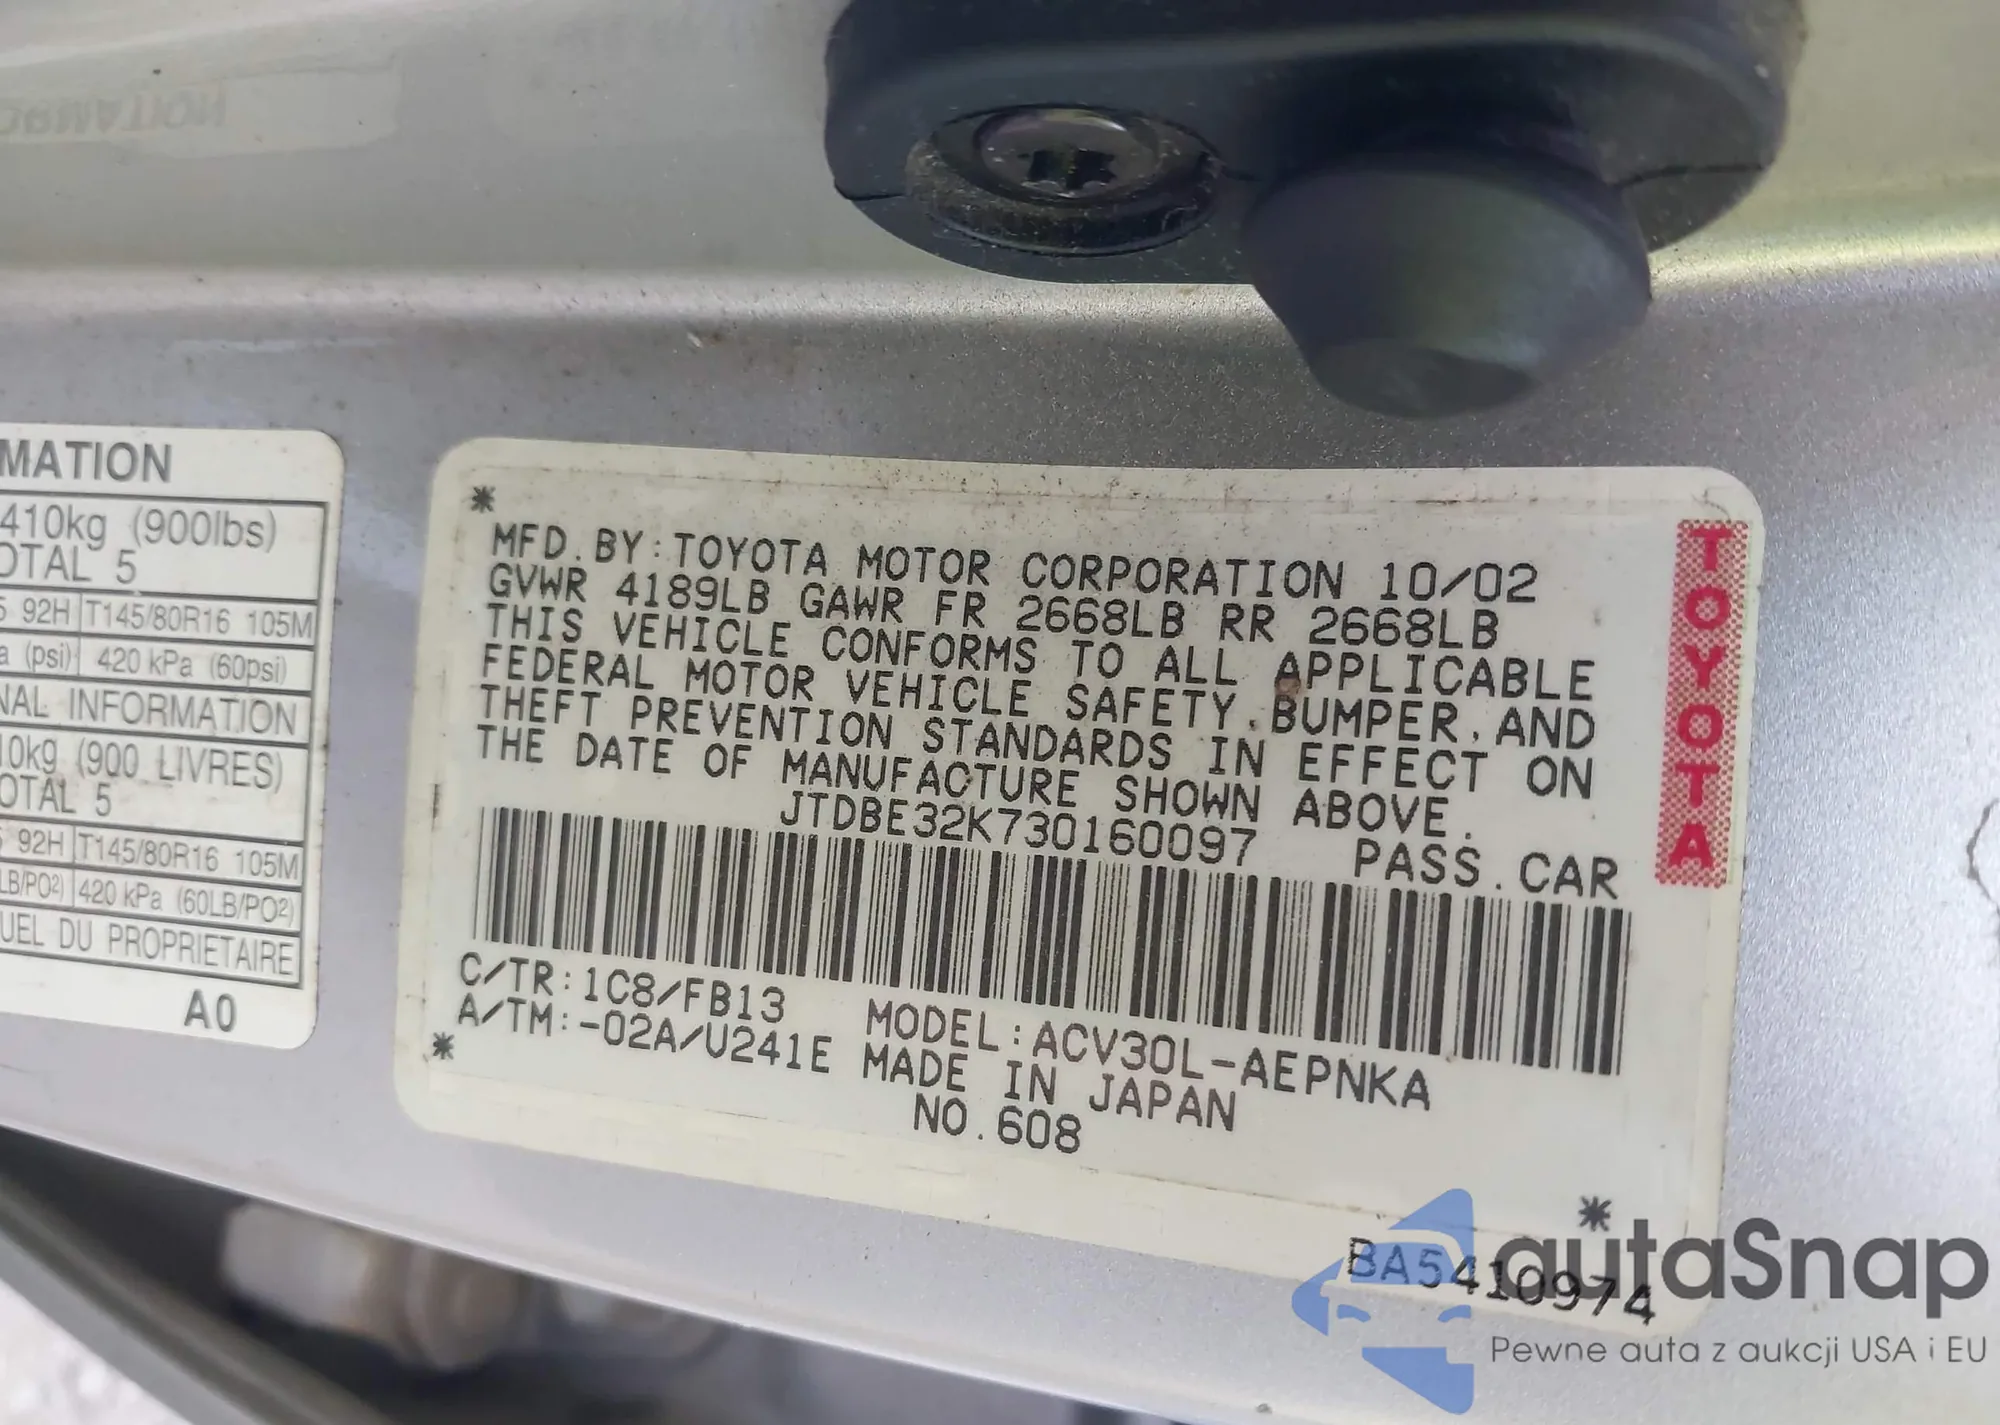 MATION
410kg (900lbs)
OTAL 5
92H T145/80R16 105M
(psi) 420 kPa (60psi)
NAL INFORMATION
10kg (900 LIVRES)
OTAL 5
92H T145/80R16 105M
LB/PO²) 420 kPa (60LB/PO²)
UEL DU PROPRIETAIRE
A0
*
MFD. BY: TOYOTA MOTOR CORPORATION 10/02
GVWR 4189LB GAWR FR 2668LB RR 2668LB
THIS VEHICLE CONFORMS TO ALL APPLICABLE
FEDERAL MOTOR VEHICLE SAFETY, BUMPER, AND
THEFT PREVENTION STANDARDS IN EFFECT ON
THE DATE OF MANUFACTURE SHOWN ABOVE.
JTDBE32K730160097 PASS. CAR
C/TR: 1C8/FB13 MODEL: ACV30L-AEPNKA
A/TM: -02A/U241E MADE IN JAPAN
* NO. 608
*
TOYOTA
BA5410974
autaSnap
Pewne auta z aukcji USA i EU